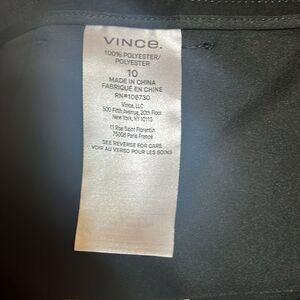 VINCE.
100% POLYESTER/
POLYESTER
10
MADE IN CHINA
FABRIQUÉ EN CHINE
RN#106730
Vince, LLC
500 Fifth Avenue, 20th Floor
New York, NY 10110
11 Rue Saint Florentin
75008 Paris France
SEE REVERSE FOR CARE
VOIR AU VERSO POUR LES SOINS